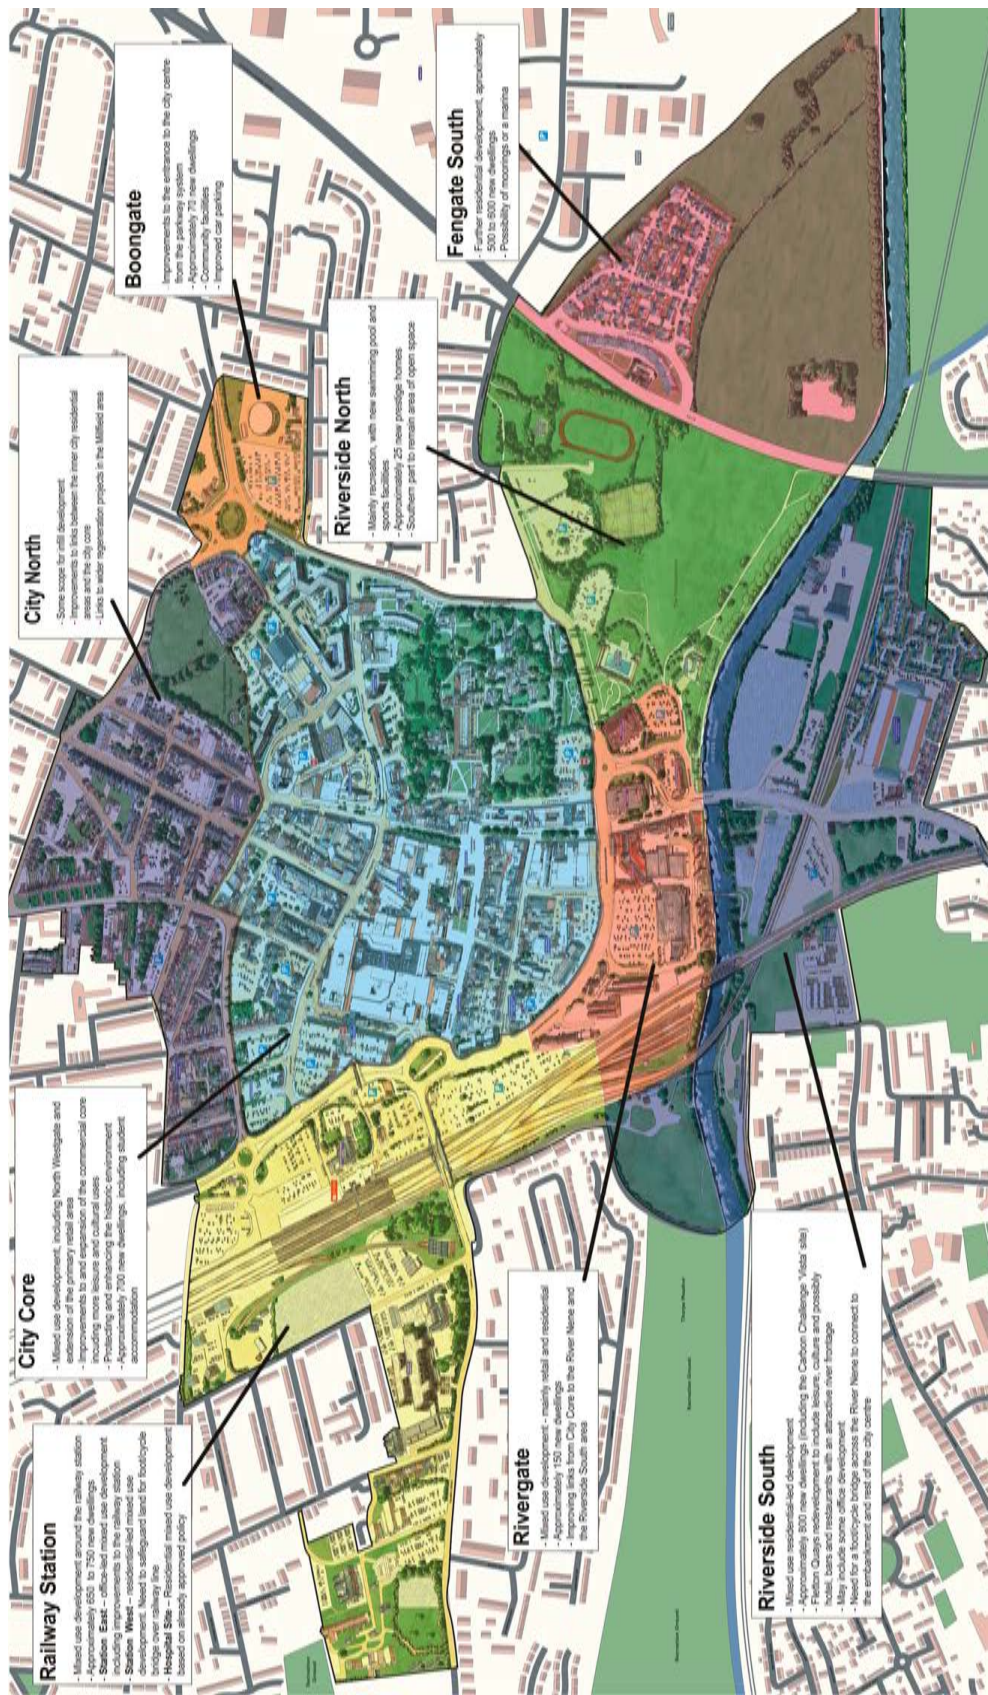 Railway Station
- Mixed use development around the railway station
- Approximately 650 to 750 new dwellings
- Station East – office-led mixed use development
including improvements to the railway station
- Station West – residential-led mixed use
development. Need to safeguard land for foot/cycle
bridge over railway line
- Hospital Site – Residential mixed use development
based on already approved policy
City Core
- Mixed use development, including North Westgate and
extension of the primary retail area
- Improvements to and expansion of the commercial core
including more leisure and cultural uses
- Protecting and enhancing the historic environment
- Approximately 700 new dwellings, including student
accommodation
City North
- Some scope for infill development
- Improvements to links between the inner city residential
areas and the city core
- Links to wider regeneration projects in the Millfield area
Boongate
Improvements to the entrance to the city centre
from the parkway system
- Approximately 70 new dwellings
- Community facilities
- Improved car parking
Riverside North
- Mainly recreation, with new swimming pool and
sports facilities
- Approximately 25 new prestige homes
- Southern part to remain area of open space
Fengate South
- Further residential development, aproximately
500 to 600 new dwellings
- Possibility of moorings or a marina
Rivergate
- Mixed use development – mainly retail and residential
- Approximately 150 new dwellings
- Improving links from City Core to the River Nene and
the Riverside South area
Riverside South
- Mixed use residential-led development
- Approximately 800 new dwellings (including the Carbon Challenge 'Vista' site)
- Fletton Quays redevelopment to include leisure, culture and possibly
hotel, bars and restaurants with an attractive river frontage
- May include some office development
- Need for a foot/cycle bridge across the River Nene to connect to
the embankment and rest of the city centre